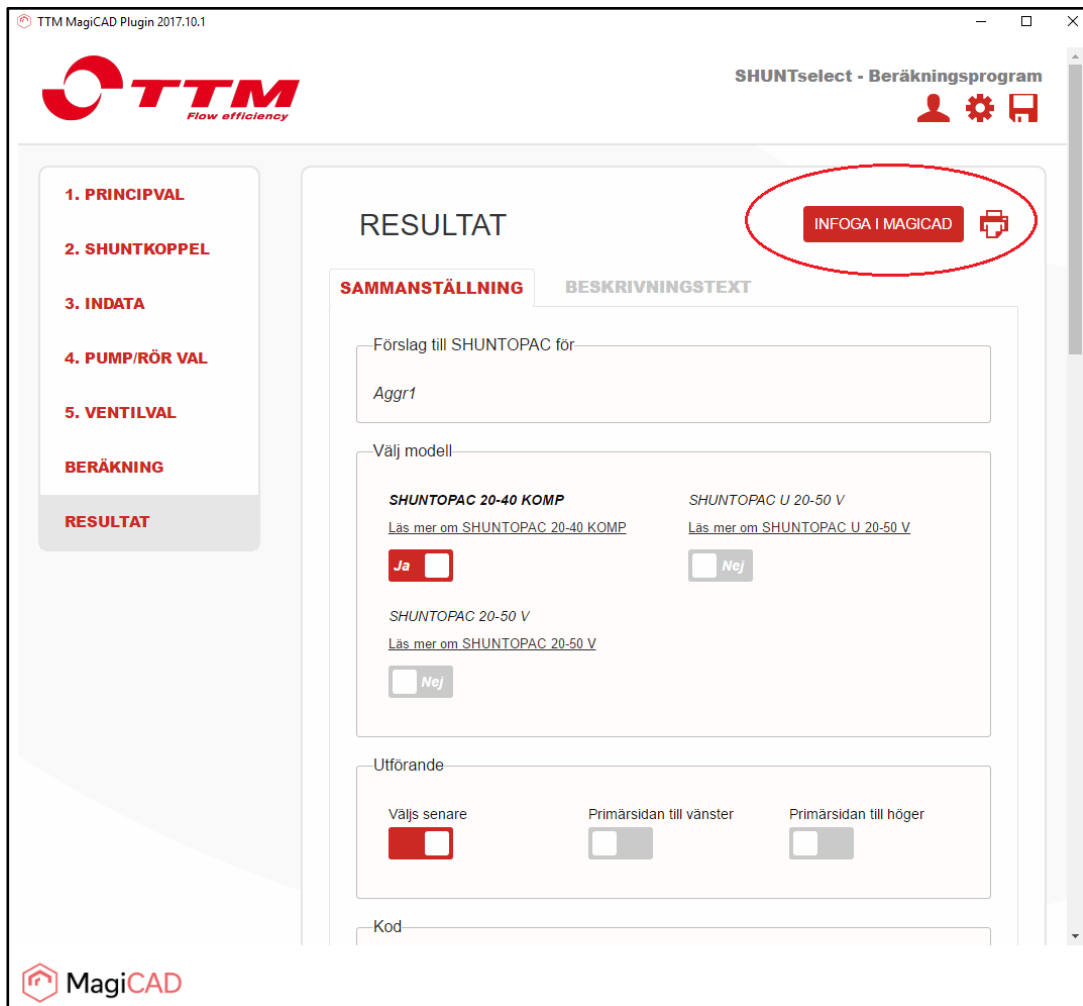 TTM MagiCAD Plugin 2017.10.1
TTM
Flow efficiency
SHUNTselect - Beräkningsprogram
1. PRINCIPVAL
2. SHUNTKOPPEL
3. INDATA
4. PUMP/RÖR VAL
5. VENTILVAL
BERÄKNING
RESULTAT
RESULTAT
INFOGA I MAGICAD
SAMMANSTÄLLNING
BESKRIVNINGSTEXT
Förslag till SHUNTOPAC för
Aggr1
Välj modell
SHUNTOPAC 20-40 KOMP
Läs mer om SHUNTOPAC 20-40 KOMP
Ja
SHUNTOPAC U 20-50 V
Läs mer om SHUNTOPAC U 20-50 V
Nej
SHUNTOPAC 20-50 V
Läs mer om SHUNTOPAC 20-50 V
Nej
Utförande
Väljs senare
Primärsidan till vänster
Primärsidan till höger
Kod
MagiCAD